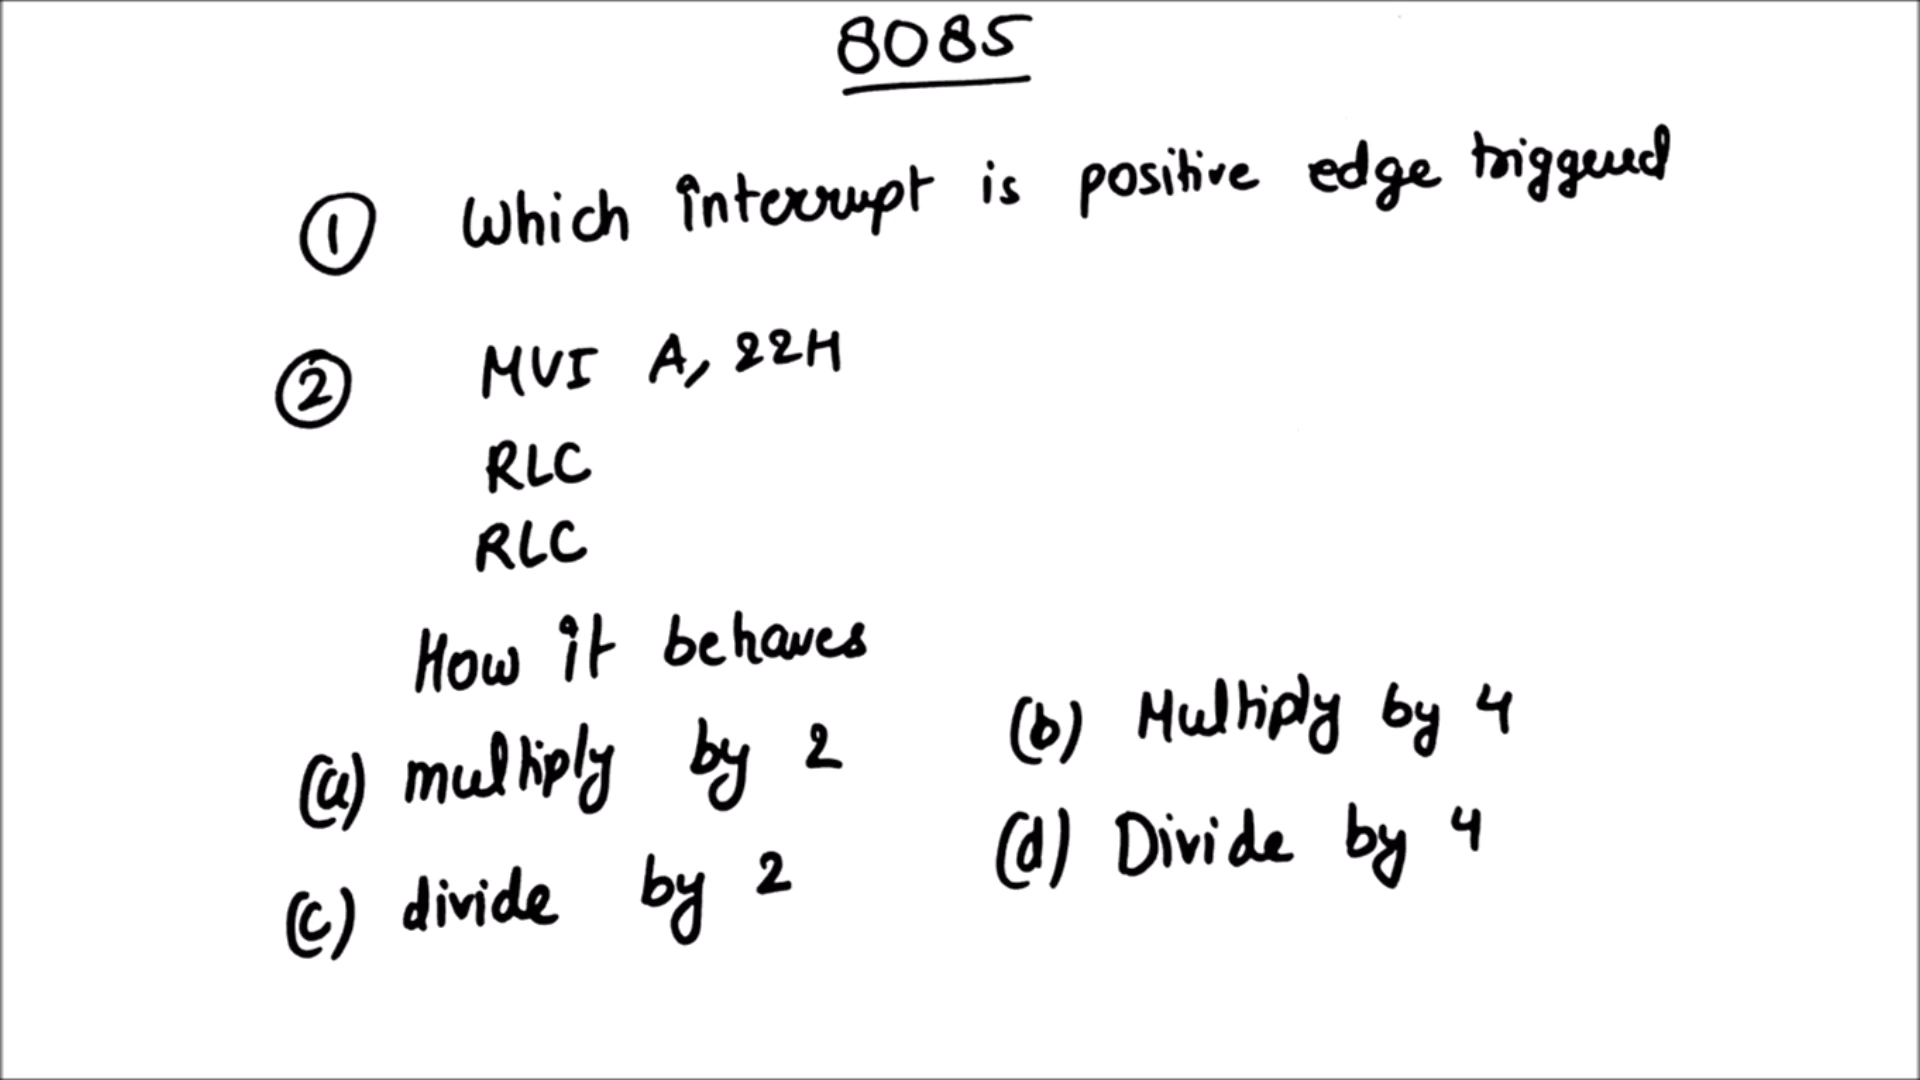 8085
① Which interrupt is positive edge triggered
② MVI A, 22H
RLC
RLC
How it behaves
(a) multiply by 2 (b) Multiply by 4
(c) divide by 2 (d) Divide by 4